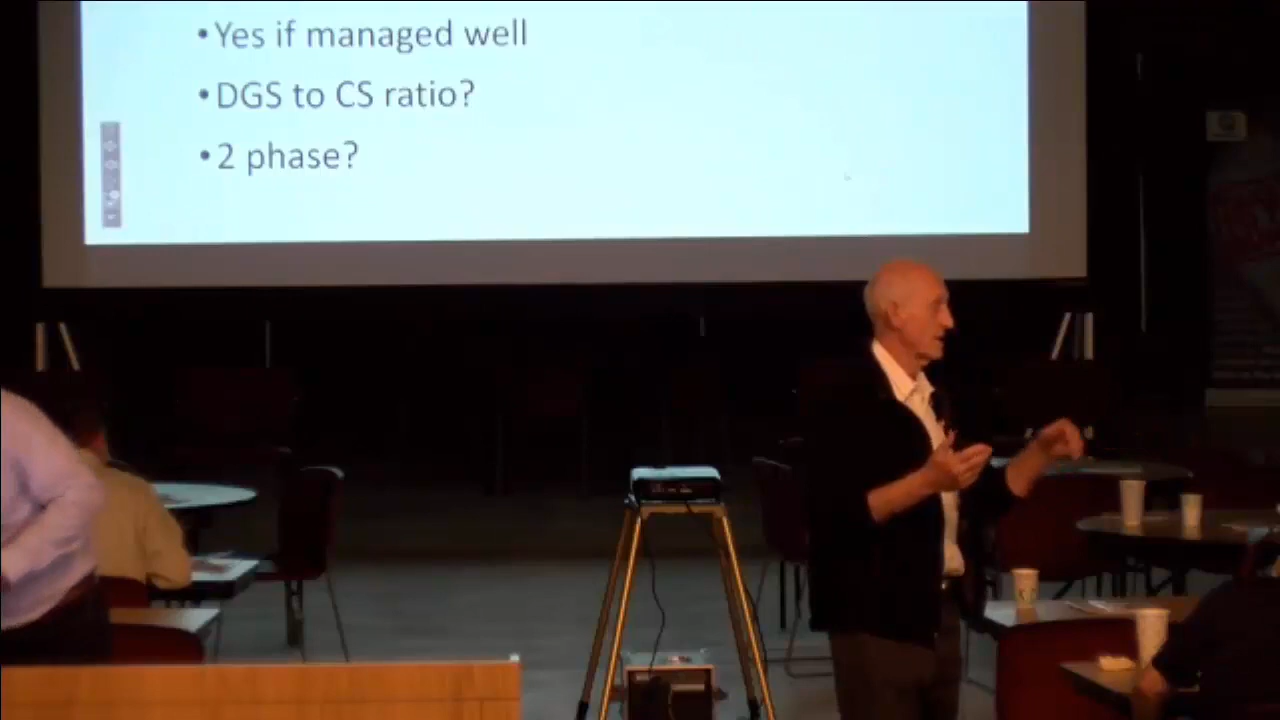 •Yes if managed well
•DGS to CS ratio?
•2 phase?